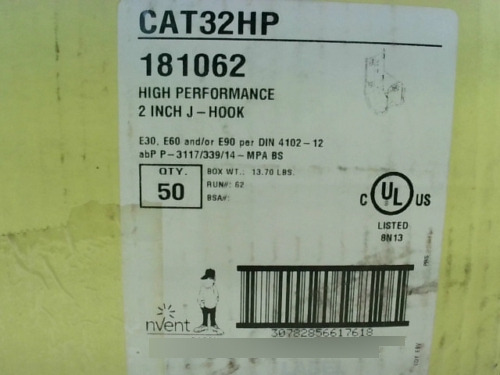 CAT32HP
181062
HIGH PERFORMANCE
2 INCH J-HOOK
E30, E60 and/or E90 per DIN 4102-12
abP P-3117/339/14-MPA BS
QTY.
50
BOX WT.: 13.70 LBS.
RUN#: 62
BSA#:
C UL US
LISTED
8N13
nVent
30782856617618